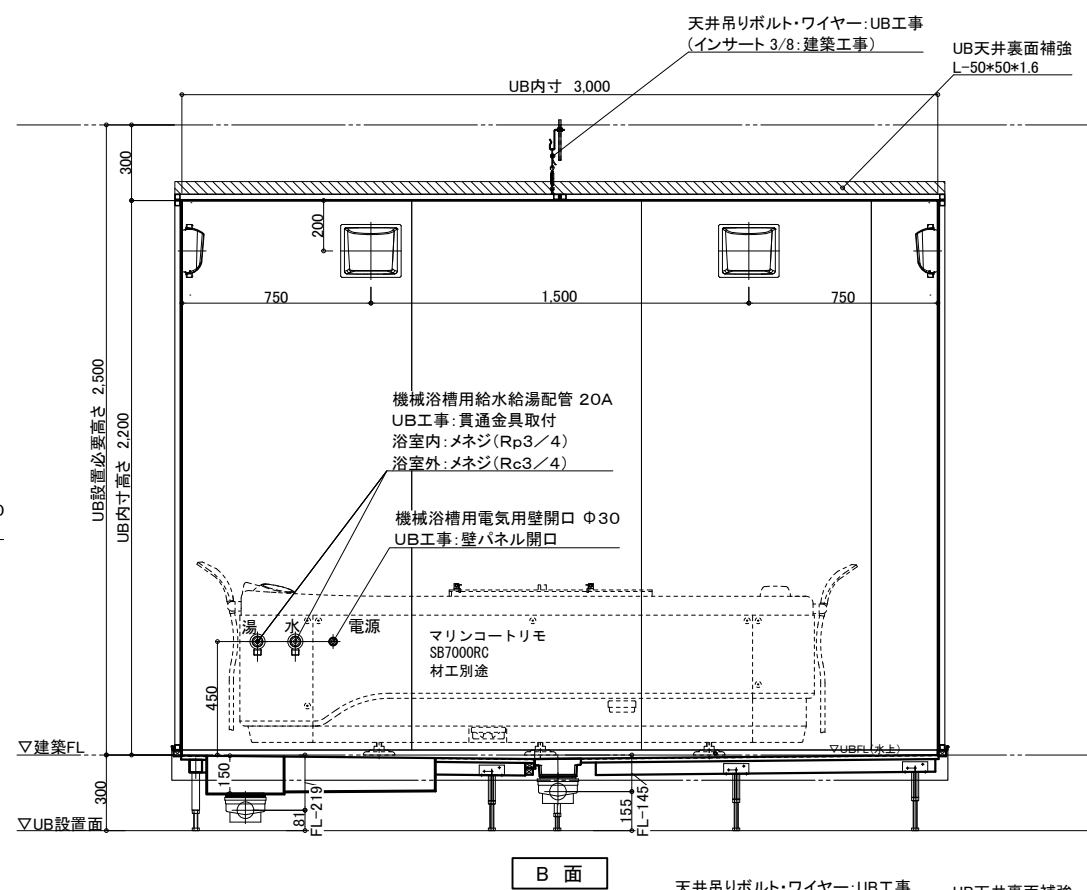 天井吊りボルト・ワイヤー:UB工事
(インサート 3/8:建築工事)
UB天井裏面補強
L-50*50*1.6
UB内寸 3,000
300
200
750
1,500
750
UB設置必要高さ 2,500
UB内寸高さ 2,200
機械浴槽用給水給湯配管 20A
UB工事:貫通金具取付
浴室内:メネジ(Rp3/4)
浴室外:メネジ(Rc3/4)
機械浴槽用電気用壁開口 Φ30
UB工事:壁パネル開口
湯
水
電源
マリンコートリモ
SB7000RC
材工別途
450
▽建築FL
▽UBFL(水上)
150
300
81
FL-219
155
FL-145
▽UB設置面
B 面
天井吊りボルト・ワイヤー:UB工事
UB天井裏面補強